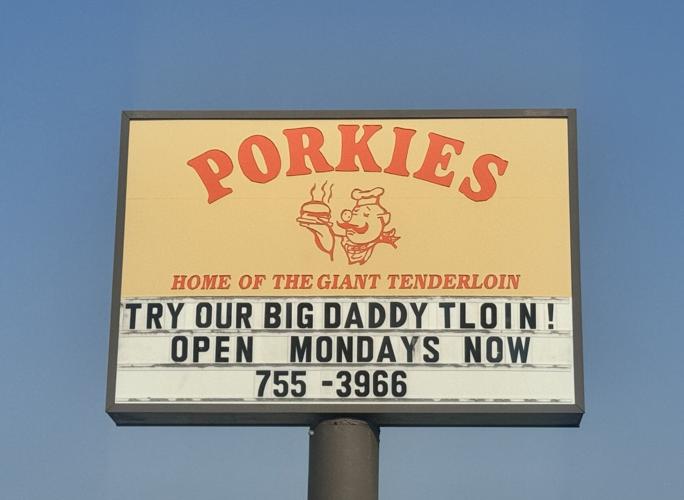 PORKIES
HOME OF THE GIANT TENDERLOIN
TRY OUR BIG DADDY TLOIN!
OPEN MONDAYS NOW
755-3966